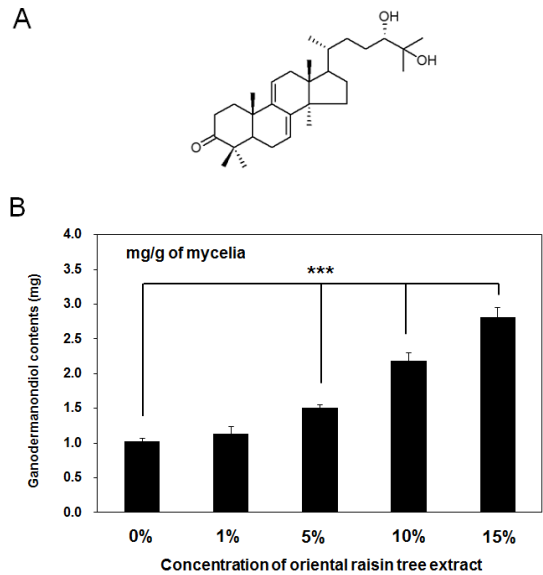 A
OH
OH
O
B
mg/g of mycelia
***
Ganodermanondiol contents (mg)
4.0
3.5
3.0
2.5
2.0
1.5
1.0
0.5
0.0
0% 1% 5% 10% 15%
Concentration of oriental raisin tree extract